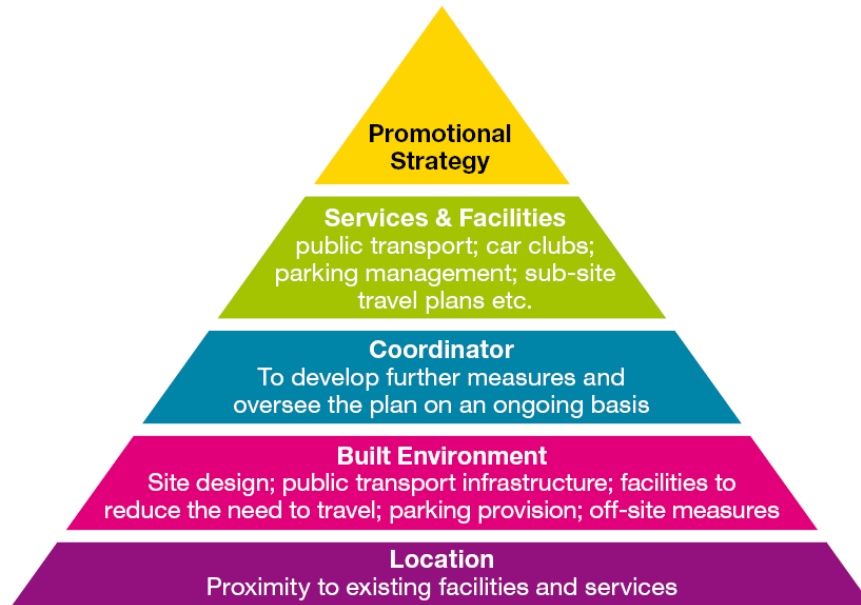 Promotional
Strategy
Services & Facilities
public transport; car clubs;
parking management; sub-site
travel plans etc.
Coordinator
To develop further measures and
oversee the plan on an ongoing basis
Built Environment
Site design; public transport infrastructure; facilities to
reduce the need to travel; parking provision; off-site measures
Location
Proximity to existing facilities and services